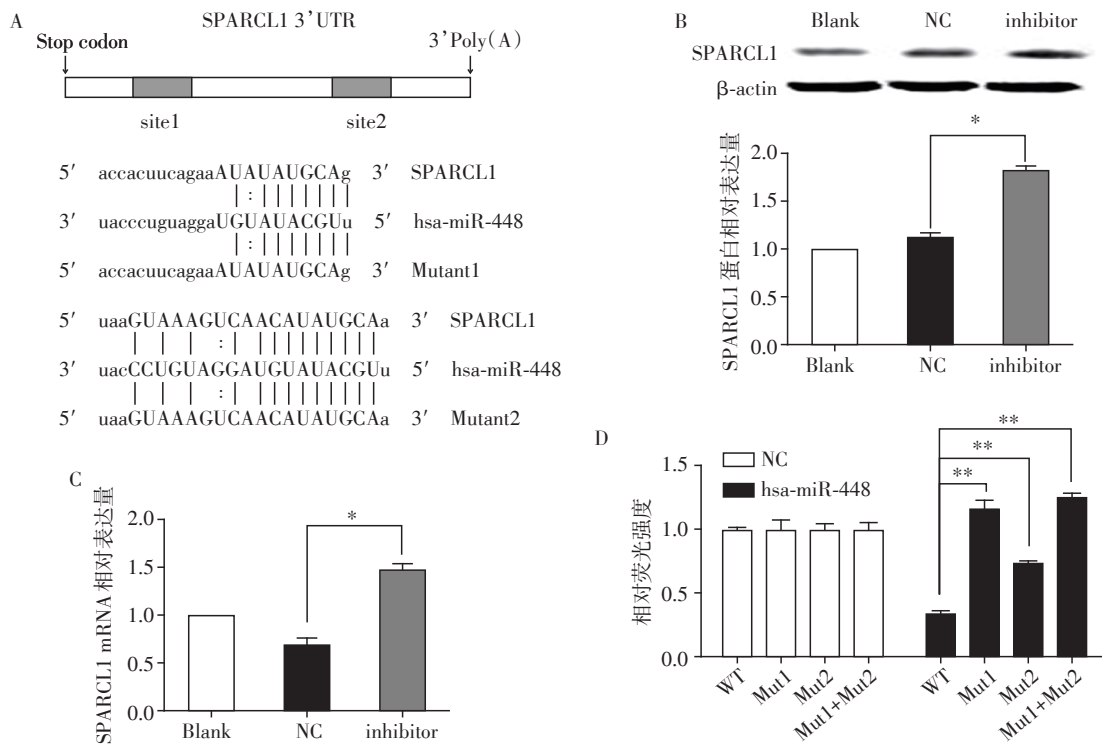 A
SPARCL1 3’UTR
Stop codon
3’Poly(A)
site1
site2
5′ accacuucagaaAUAUAUGCAg 3′ SPARCL1
3′ uacccuguaggaUGUAUACGUu 5′ hsa-miR-448
5′ accacuucagaaAUAUAUGCAg 3′ Mutant1
5′ uaaGUAAAGUCAACAUAUGCAa 3′ SPARCL1
3′ uacCCUGUAGGAUGUAUACGUu 5′ hsa-miR-448
5′ uaaGUAAAGUCAACAUAUGCAa 3′ Mutant2
B
Blank NC inhibitor
SPARCL1
β-actin
SPARCL1 蛋白相对表达量
2.0
1.5
1.0
0.5
0.0
*
Blank NC inhibitor
C
SPARCL1 mRNA 相对表达量
2.0
1.5
1.0
0.5
0.0
*
Blank NC inhibitor
D
相对荧光强度
1.5
1.0
0.5
0.0
NC
hsa-miR-448
**
**
**
WT Mut1 Mut2 Mut1+Mut2 WT Mut1 Mut2 Mut1+Mut2